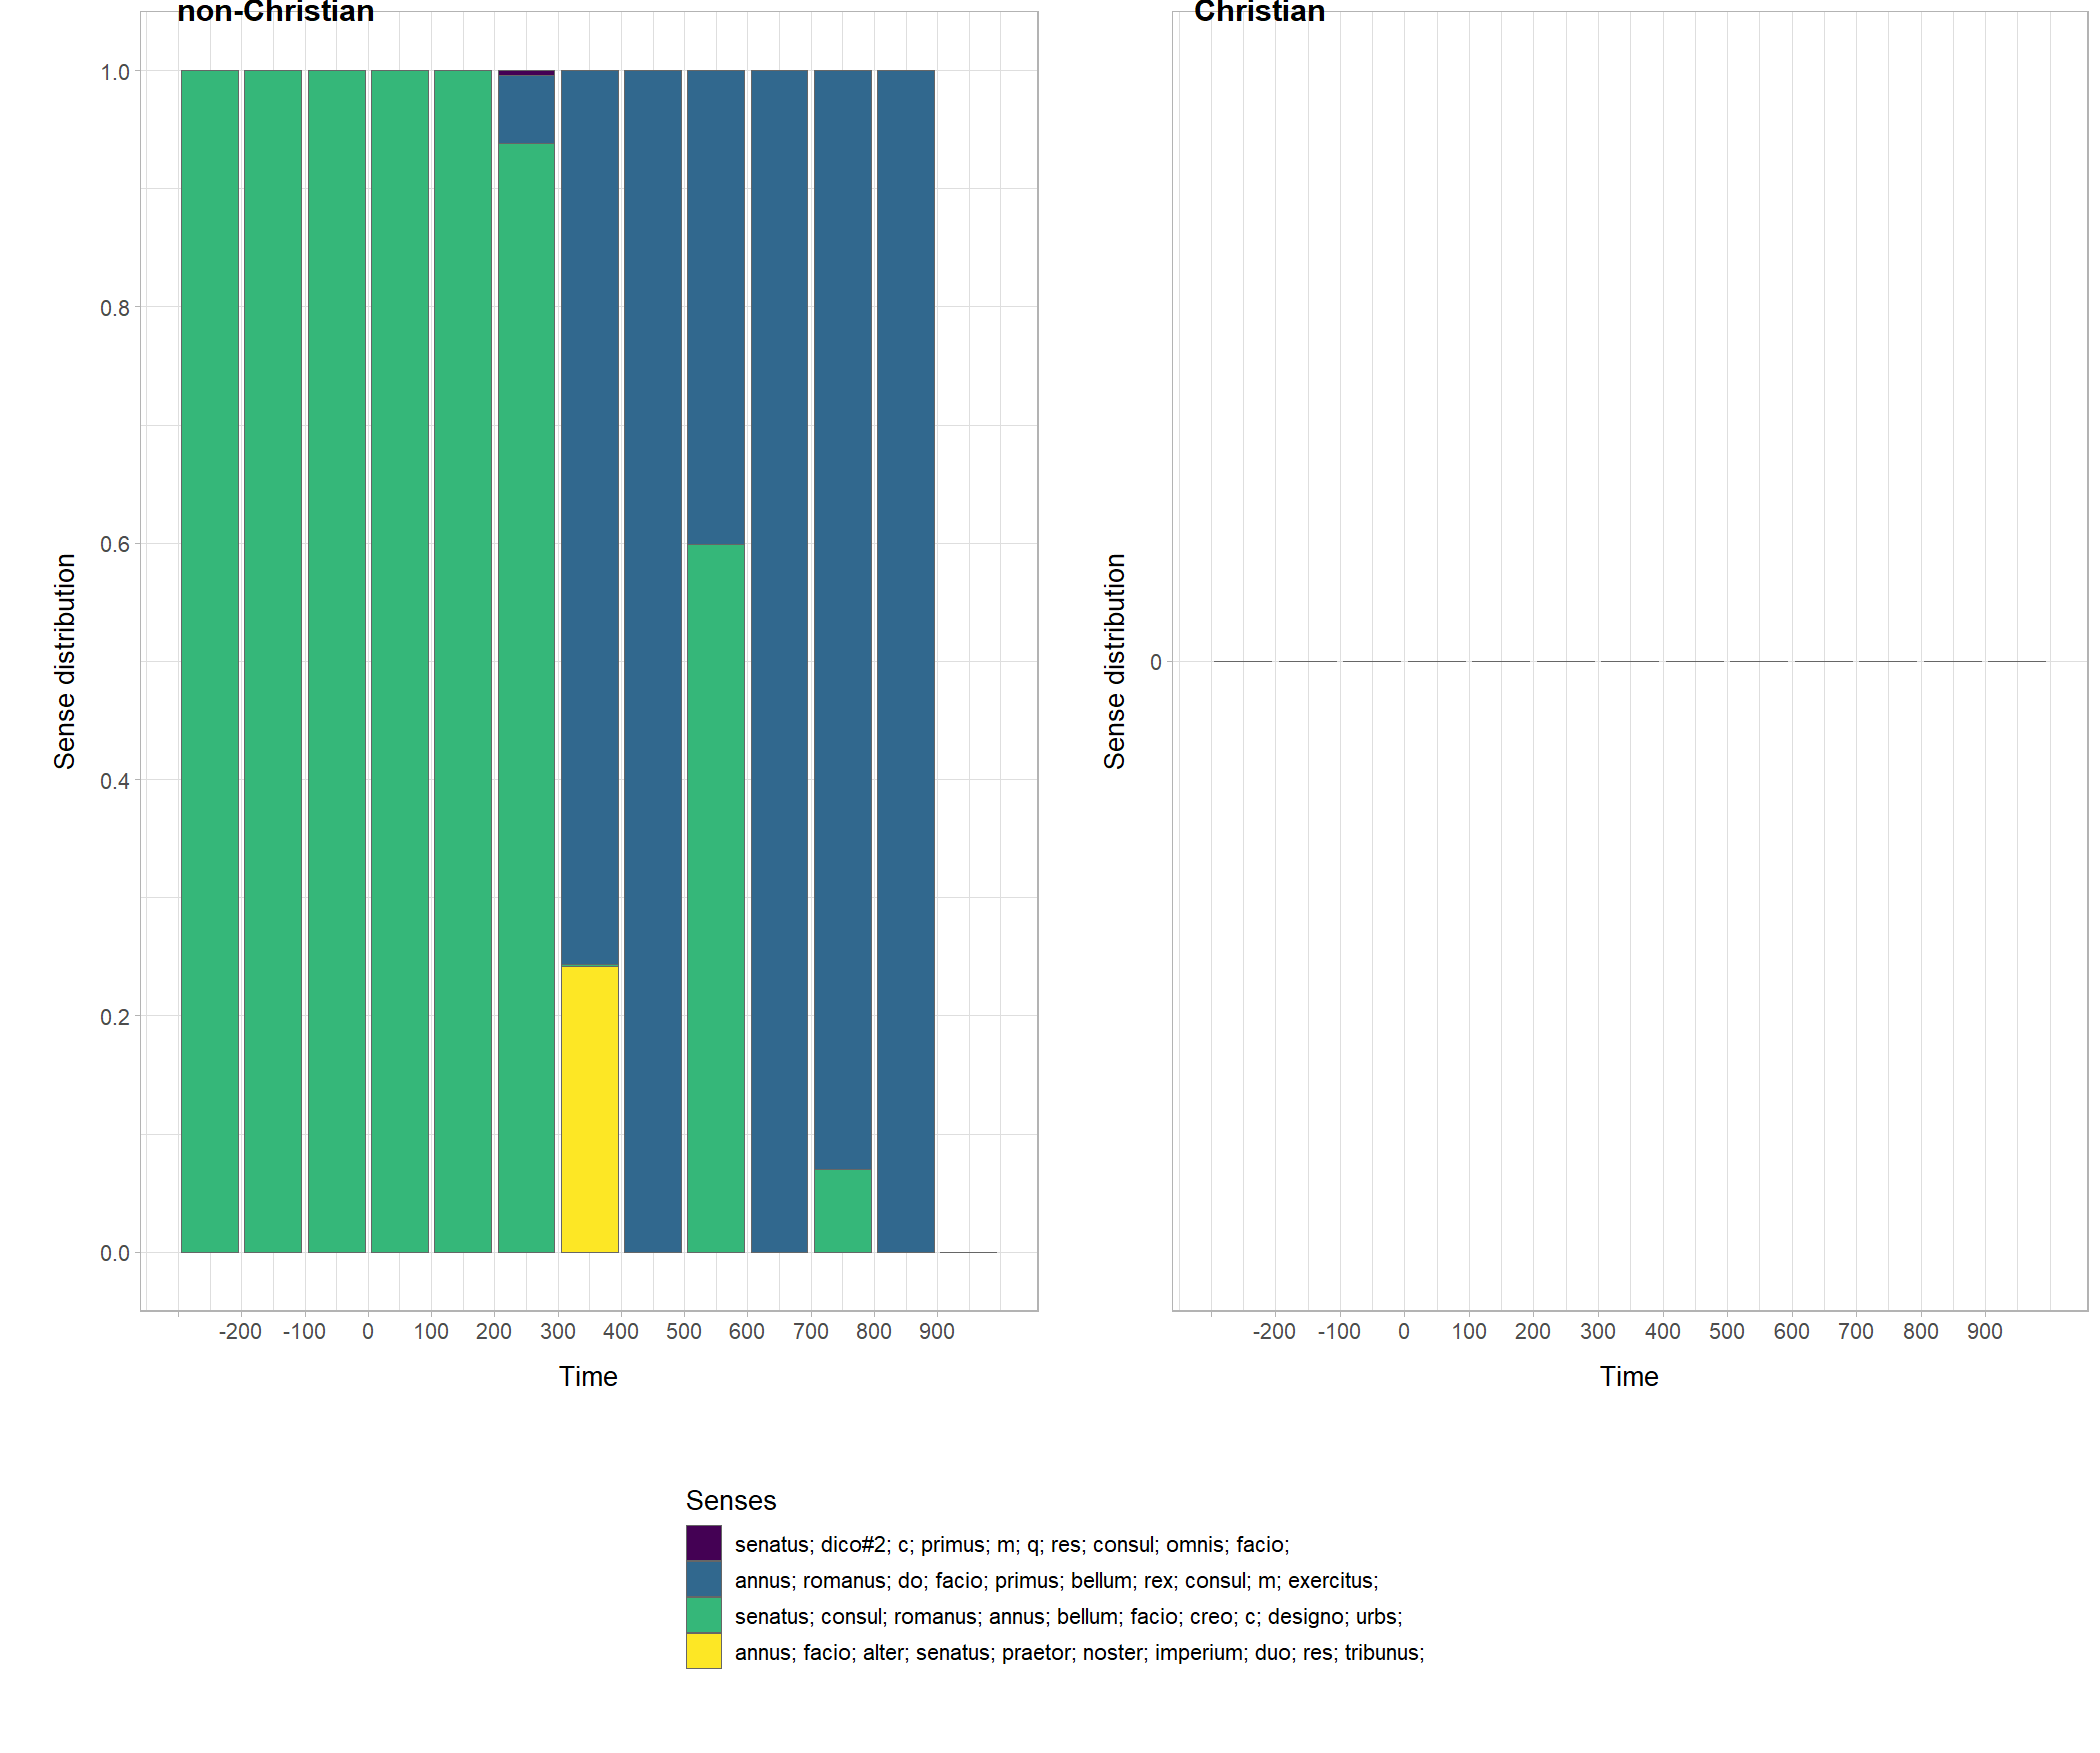 non-Christian
Christian
1.0
0.8
0.6
0.4
0.2
0.0
Sense distribution
-200 -100 0 100 200 300 400 500 600 700 800 900
Time
Sense distribution
0
-200 -100 0 100 200 300 400 500 600 700 800 900
Time
Senses
senatus; dico#2; c; primus; m; q; res; consul; omnis; facio;
annus; romanus; do; facio; primus; bellum; rex; consul; m; exercitus;
senatus; consul; romanus; annus; bellum; facio; creo; c; designo; urbs;
annus; facio; alter; senatus; praetor; noster; imperium; duo; res; tribunus;